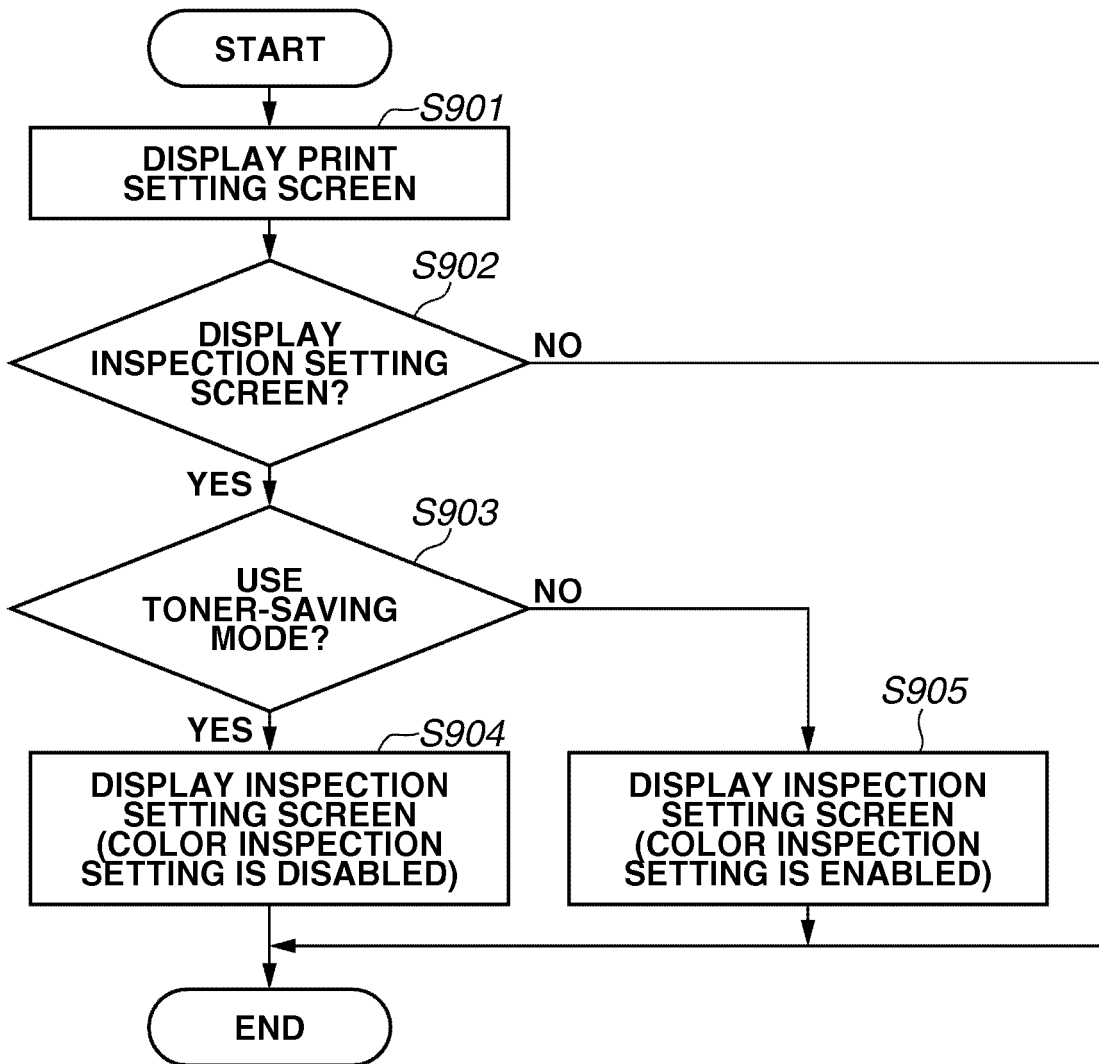 START
S901
DISPLAY PRINT
SETTING SCREEN
S902
DISPLAY
INSPECTION SETTING
SCREEN?
NO
YES
S903
USE
TONER-SAVING
MODE?
NO
YES
S904
DISPLAY INSPECTION
SETTING SCREEN
(COLOR INSPECTION
SETTING IS DISABLED)
S905
DISPLAY INSPECTION
SETTING SCREEN
(COLOR INSPECTION
SETTING IS ENABLED)
END